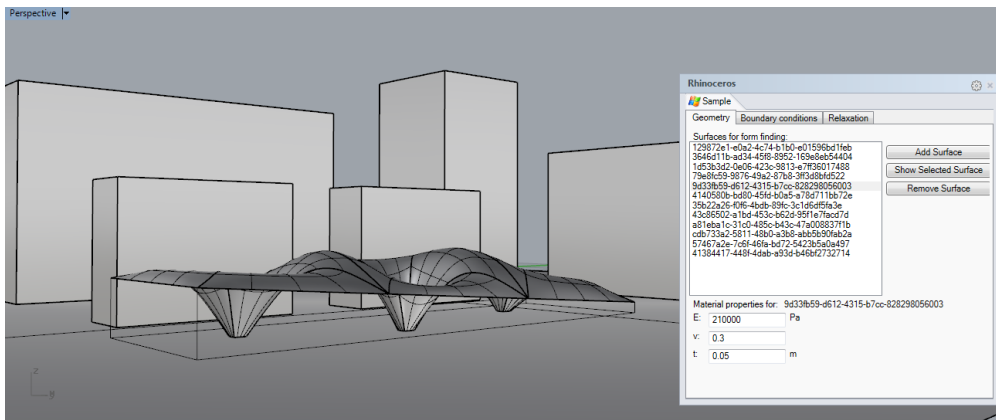 Perspective
Rhinoceros
Sample
Geometry Boundary conditions Relaxation
Surfaces for form finding:
129872e1-e0a2-4c74-b1b0-e01596bd1feb
3646d11b-ad34-45f8-8952-169e8eb54404
1d53b3d2-0e06-423c-9813-e7ff36017488
79e8fc59-9876-49a2-87b8-3ff3d8bfd522
9d33fb59-d612-4315-b7cc-828298056003
4140580b-bd80-45fd-b0a5-a78d711bb72e
35b22a26-f0f6-4bdb-89fc-3c1d6df5fa3e
43c86502-a1bd-453c-b62d-95f1e7facd7d
a81eba1c-31c0-485c-b43c-47a008837f1b
cdb733a2-5811-48b0-a3b8-abb5b90fab2a
57467a2e-7c6f-46fa-bd72-5423b5a0a497
41384417-448f-4dab-a93d-b46bf2732714
Add Surface
Show Selected Surface
Remove Surface
Material properties for: 9d33fb59-d612-4315-b7cc-828298056003
E: 210000 Pa
v: 0.3
t: 0.05 m
z
y